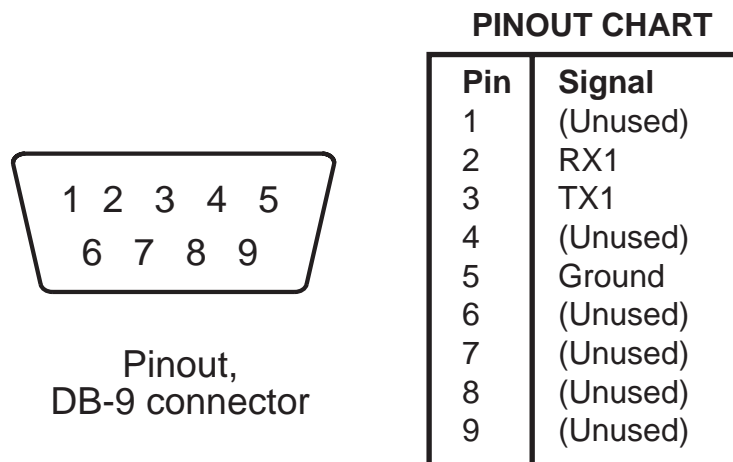 PINOUT CHART
Pin Signal
1 (Unused)
2 RX1
3 TX1
4 (Unused)
5 Ground
6 (Unused)
7 (Unused)
8 (Unused)
9 (Unused)
1 2 3 4 5
6 7 8 9
Pinout,
DB-9 connector